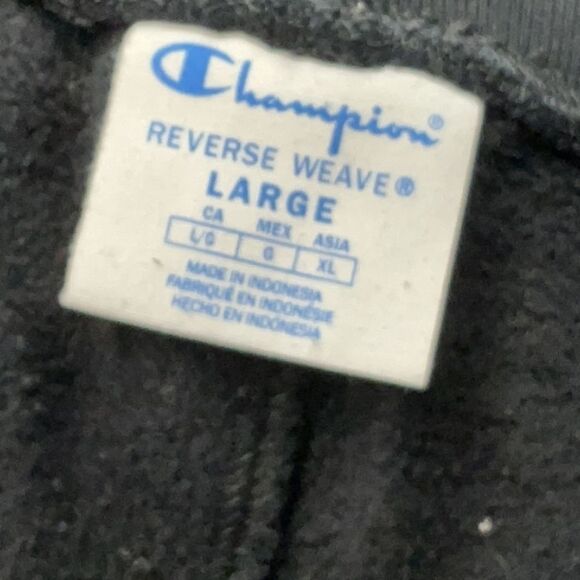 Champion®
REVERSE WEAVE®
LARGE
CA MEX ASIA
L/G G XL
MADE IN INDONESIA
FABRIQUÉ EN INDONÉSIE
HECHO EN INDONESIA